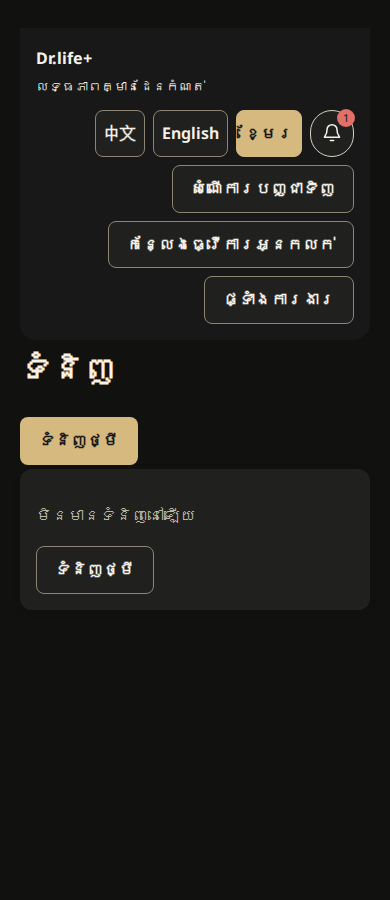 Dr.life+
លទ្ធភាពគ្មានដែនកំណត់
中文
English
ខ្មែរ
1
សំណើការបញ្ជាទិញ
កន្លែងធ្វើការអ្នកលក់
ផ្ទាំងការងារ
ទំនិញ
ទំនិញថ្មី
មិនមានទំនិញនៅឡើយ
ទំនិញថ្មី